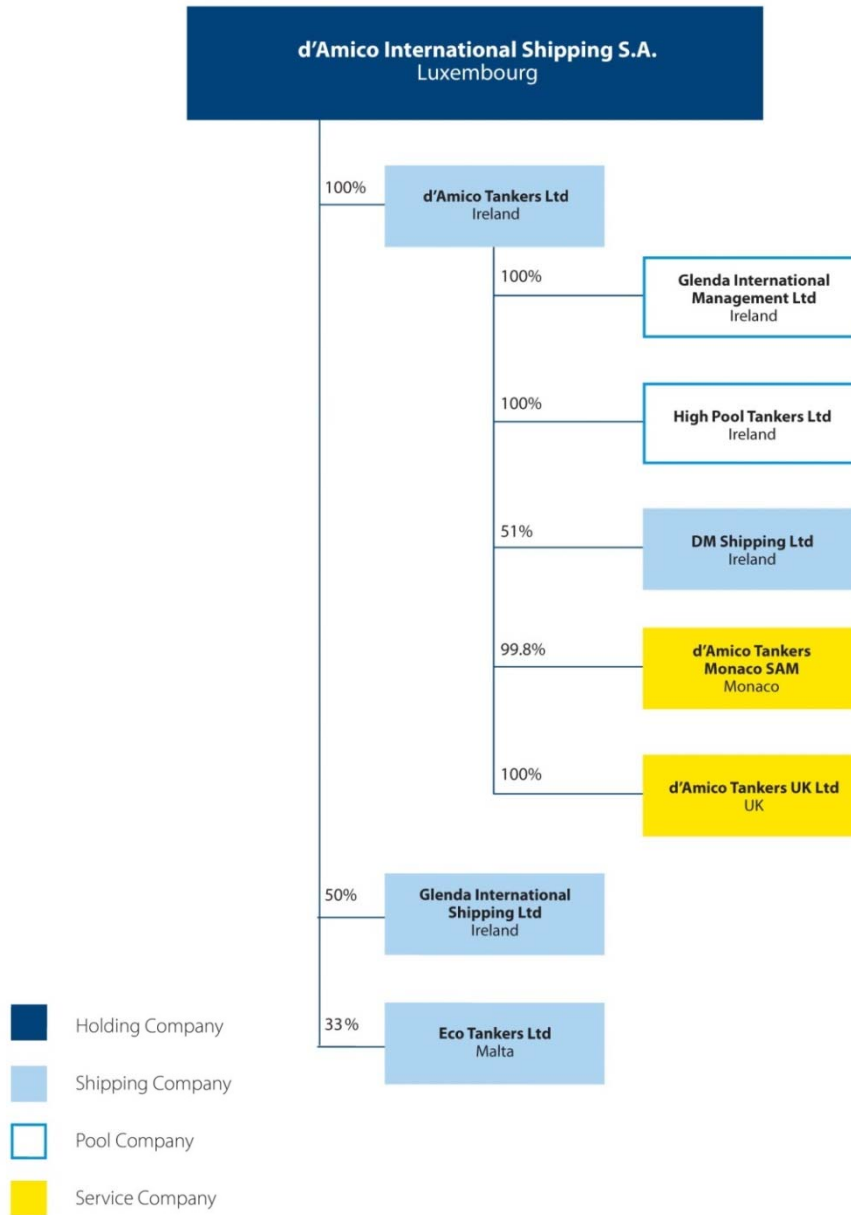 d’Amico International Shipping S.A.
Luxembourg
100%
d’Amico Tankers Ltd
Ireland
100%
Glenda International
Management Ltd
Ireland
100%
High Pool Tankers Ltd
Ireland
51%
DM Shipping Ltd
Ireland
99.8%
d’Amico Tankers
Monaco SAM
Monaco
100%
d’Amico Tankers UK Ltd
UK
50%
Glenda International
Shipping Ltd
Ireland
33%
Eco Tankers Ltd
Malta
Holding Company
Shipping Company
Pool Company
Service Company